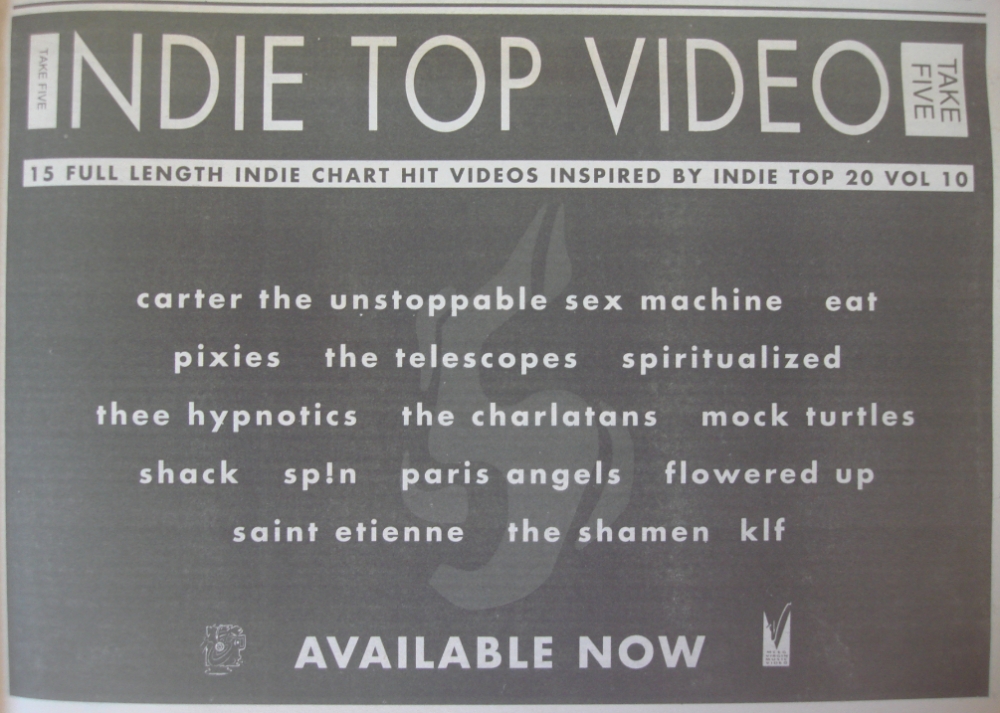 TAKE FIVE
INDIE TOP VIDEO
TAKE FIVE
15 FULL LENGTH INDIE CHART HIT VIDEOS INSPIRED BY INDIE TOP 20 VOL 10
carter the unstoppable sex machine eat
pixies the telescopes spiritualized
thee hypnotics the charlatans mock turtles
shack sp!n paris angels flowered up
saint etienne the shamen klf
AVAILABLE NOW